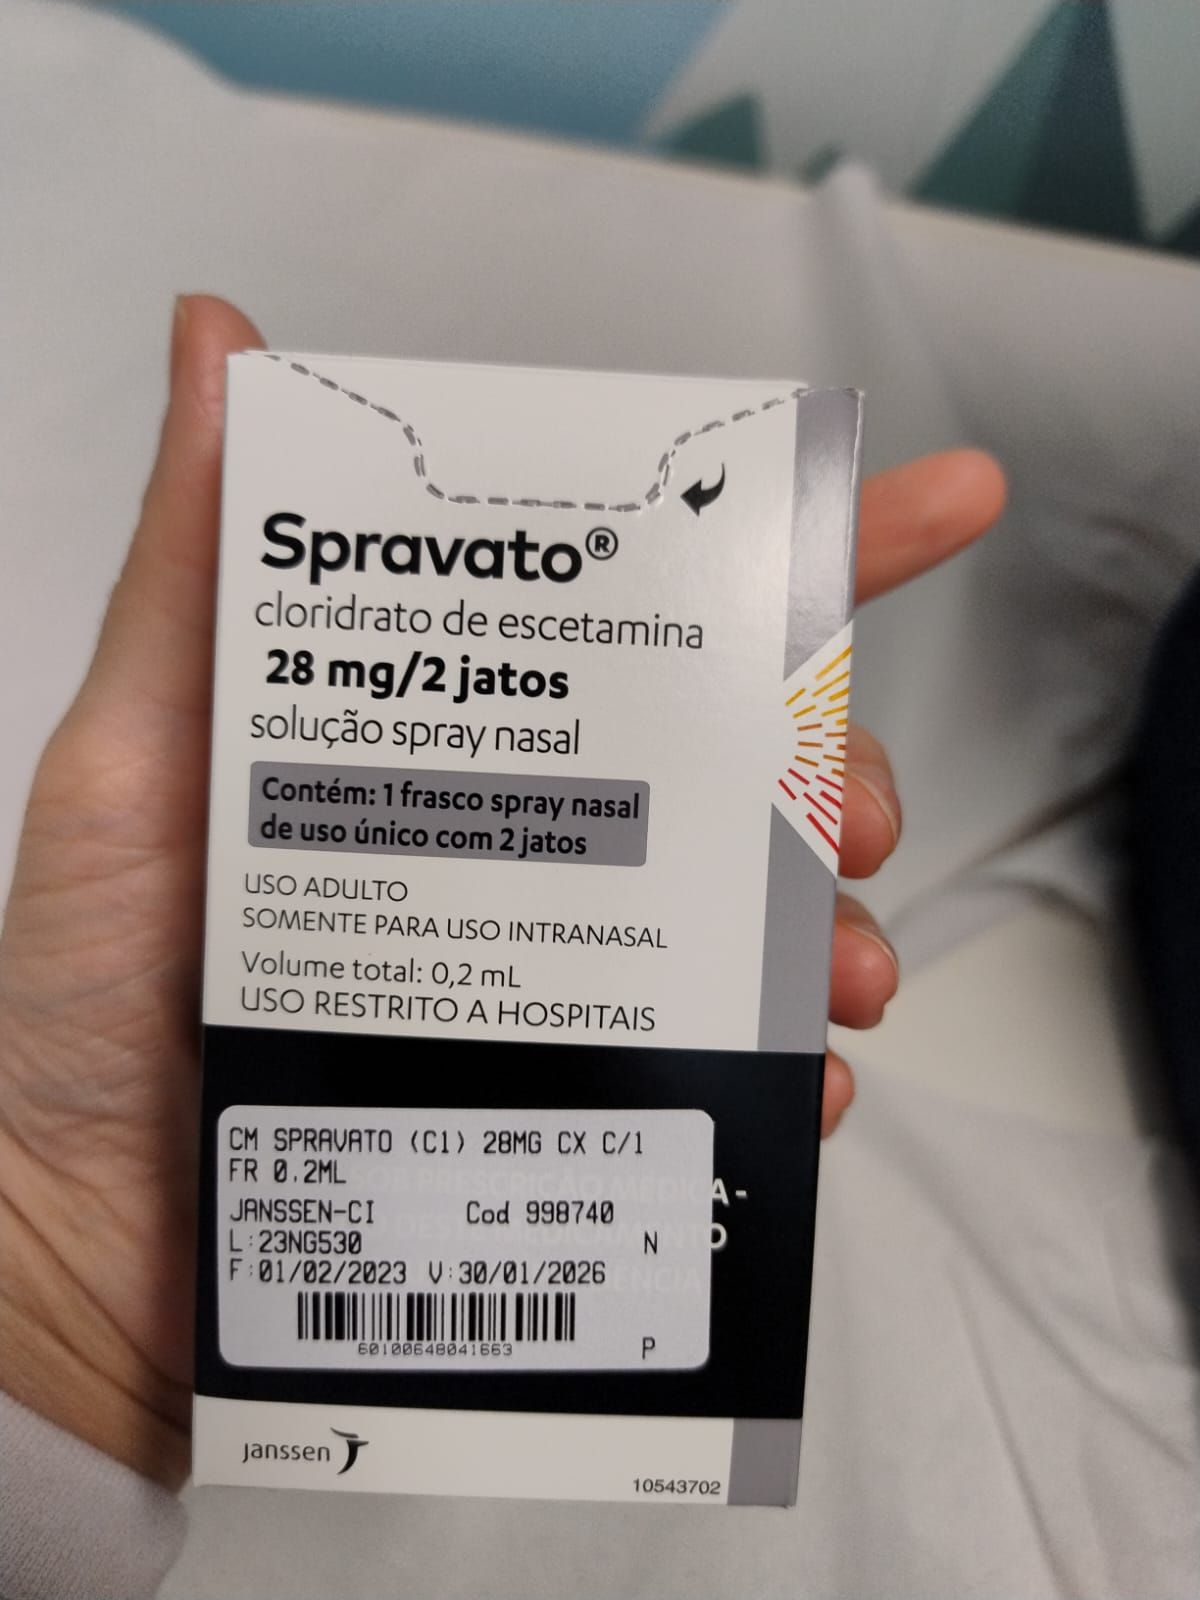 Spravato®
cloridrato de escetamina
28 mg/2 jatos
solução spray nasal
Contém: 1 frasco spray nasal
de uso único com 2 jatos
USO ADULTO
SOMENTE PARA USO INTRANASAL
Volume total: 0,2 mL
USO RESTRITO A HOSPITAIS
CM SPRAVATO (C1) 28MG CX C/1
FR 0.2ML
JANSSEN-CI Cod 998740
L:23NG530 N
F:01/02/2023 V:30/01/2026
60100648041663
P
janssen
10543702